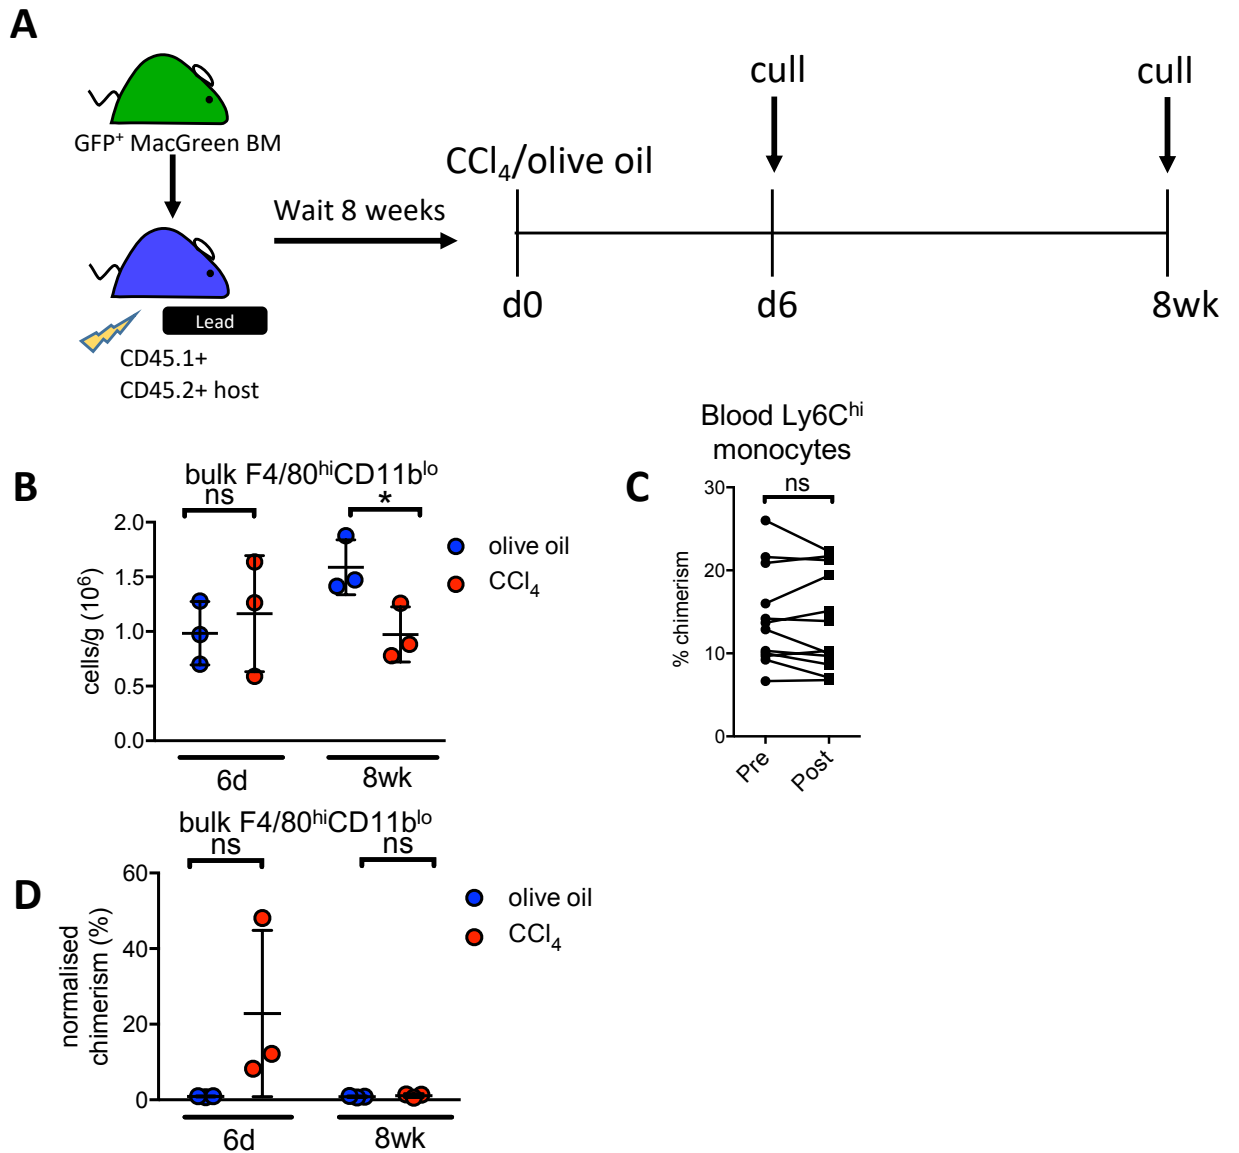 A
GFP⁺ MacGreen BM
Wait 8 weeks
Lead
CD45.1+
CD45.2+ host
CCl₄/olive oil
cull
cull
d0
d6
8wk
B
bulk F4/80ʰⁱCD11bˡᵒ
ns
*
2.0
1.5
1.0
0.5
0.0
cells/g (10⁶)
6d
8wk
olive oil
CCl₄
C
Blood Ly6Cʰⁱ
monocytes
ns
30
20
10
0
% chimerism
Pre
Post
D
bulk F4/80ʰⁱCD11bˡᵒ
ns
ns
60
40
20
0
normalised
chimerism (%)
6d
8wk
olive oil
CCl₄